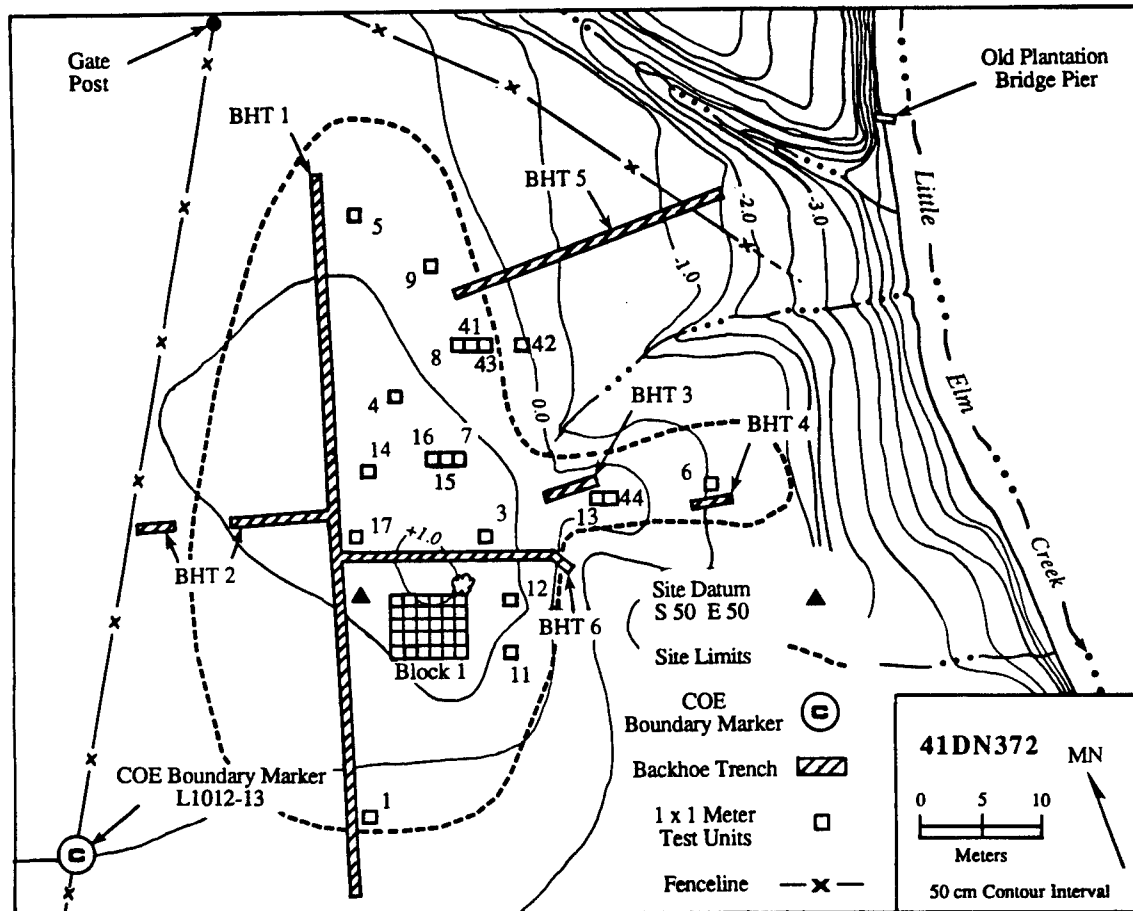 Gate
Post
Old Plantation
Bridge Pier
BHT 1
Little
Elm
Creek
BHT 5
-2.0
-3.0
-1.0
5
9
41
8
43
42
0.0
4
BHT 3
BHT 4
14
16
7
15
6
13
44
17
3
+1.0
BHT 2
12
BHT 6
Block 1
11
1
COE Boundary Marker
L1012-13
C
Site Datum
S 50 E 50
Site Limits
COE
Boundary Marker
C
Backhoe Trench
1 x 1 Meter
Test Units
Fenceline
41DN372
MN
0 5 10
Meters
50 cm Contour Interval